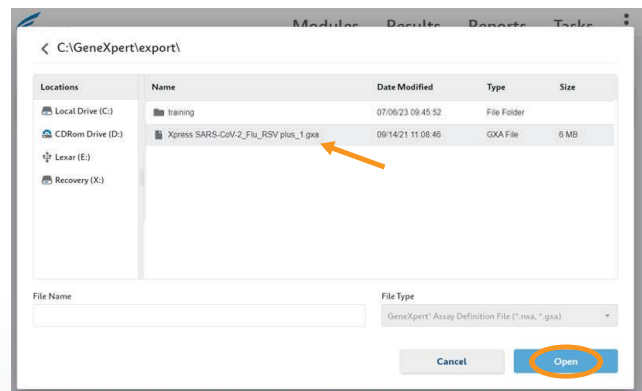 Modules Results Reports Tasks
C:\GeneXpert\export\
Locations Name Date Modified Type Size
Local Drive (C:) training 07/06/23 09:45:52 File Folder
CDRom Drive (D:) Xpress SARS-CoV-2_Flu_RSV plus_1.gxa 09/14/21 11:08:46 GXA File 6 MB
Lexar (E:)
Recovery (X:)
File Name File Type
GeneXpert® Assay Definition File (*.nxa, *.gxa)
Cancel Open